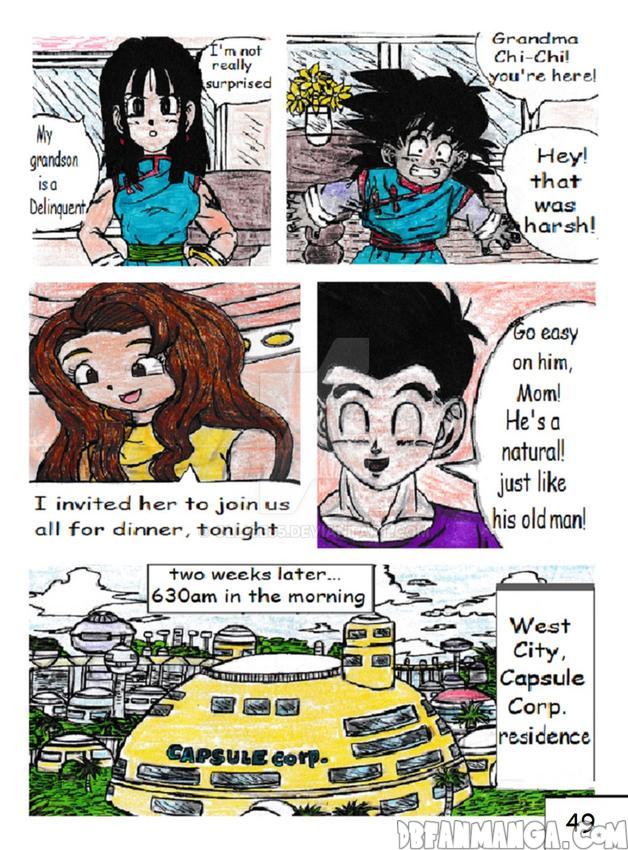 I'm not
really
surprised
My
grandson
is a
Delinquent
Grandma
Chi-Chi!
you're here!
Hey!
that
was
harsh!
I invited her to join us
all for dinner, tonight
Go easy
on him,
Mom!
He's a
natural!
just like
his old man!
two weeks later...
630am in the morning
West
City,
Capsule
Corp.
residence
CAPSULE COrp.
49
DBFANMANGA.COM